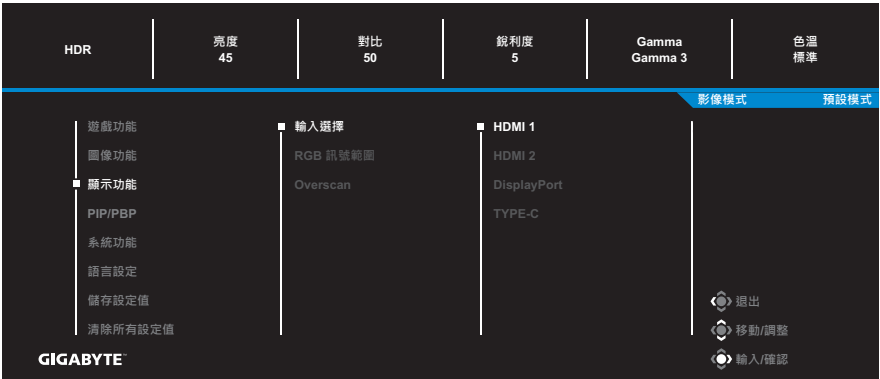 HDR
亮度
45
對比
50
銳利度
5
Gamma
Gamma 3
色溫
標準
影像模式 預設模式
遊戲功能
圖像功能
顯示功能
PIP/PBP
系統功能
語言設定
儲存設定值
清除所有設定值
輸入選擇
RGB 訊號範圍
Overscan
HDMI 1
HDMI 2
DisplayPort
TYPE-C
退出
移動/調整
輸入/確認
GIGABYTE™